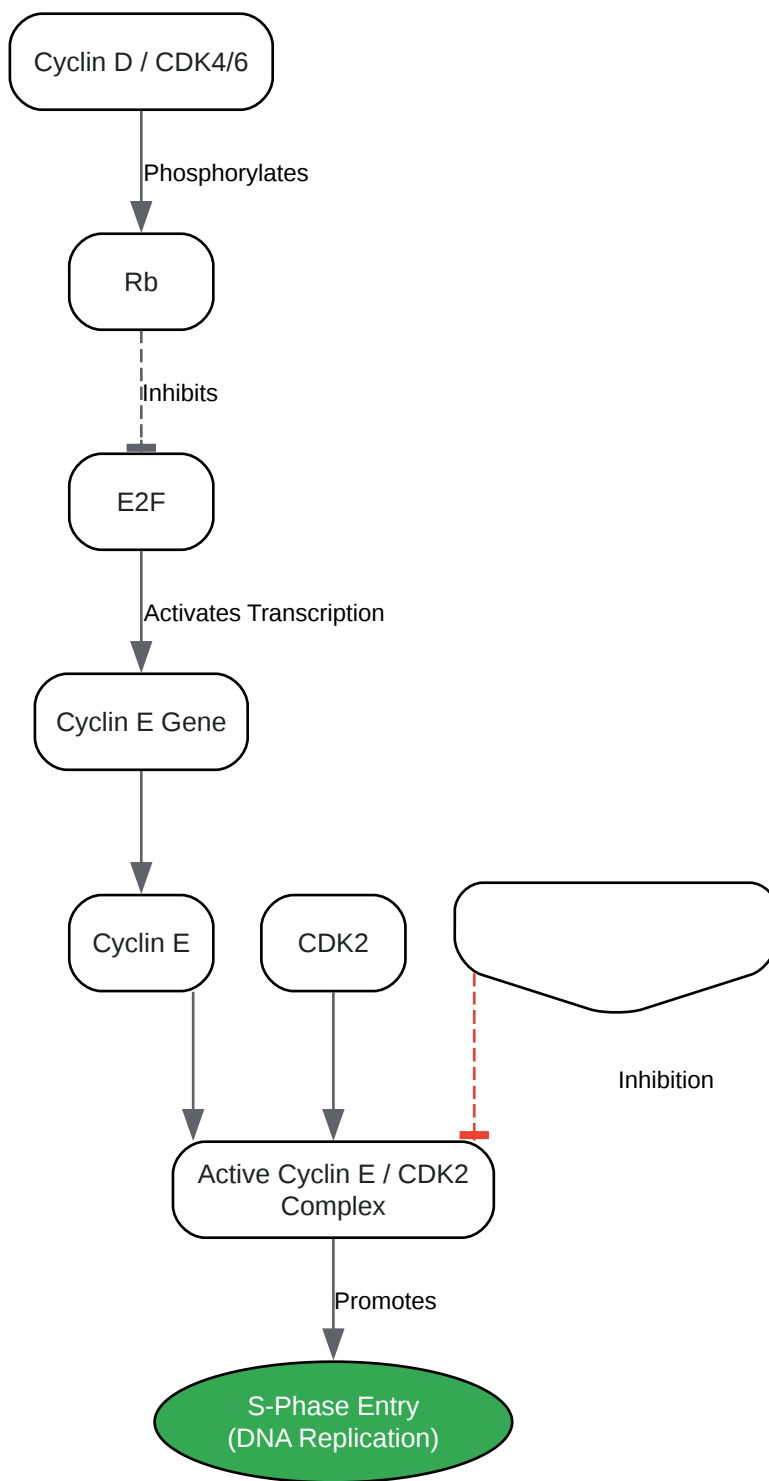 Cyclin D / CDK4/6
Phosphorylates
Rb
Inhibits
E2F
Activates Transcription
Cyclin E Gene
Cyclin E
CDK2
Inhibition
Active Cyclin E / CDK2
Complex
Promotes
S-Phase Entry
(DNA Replication)